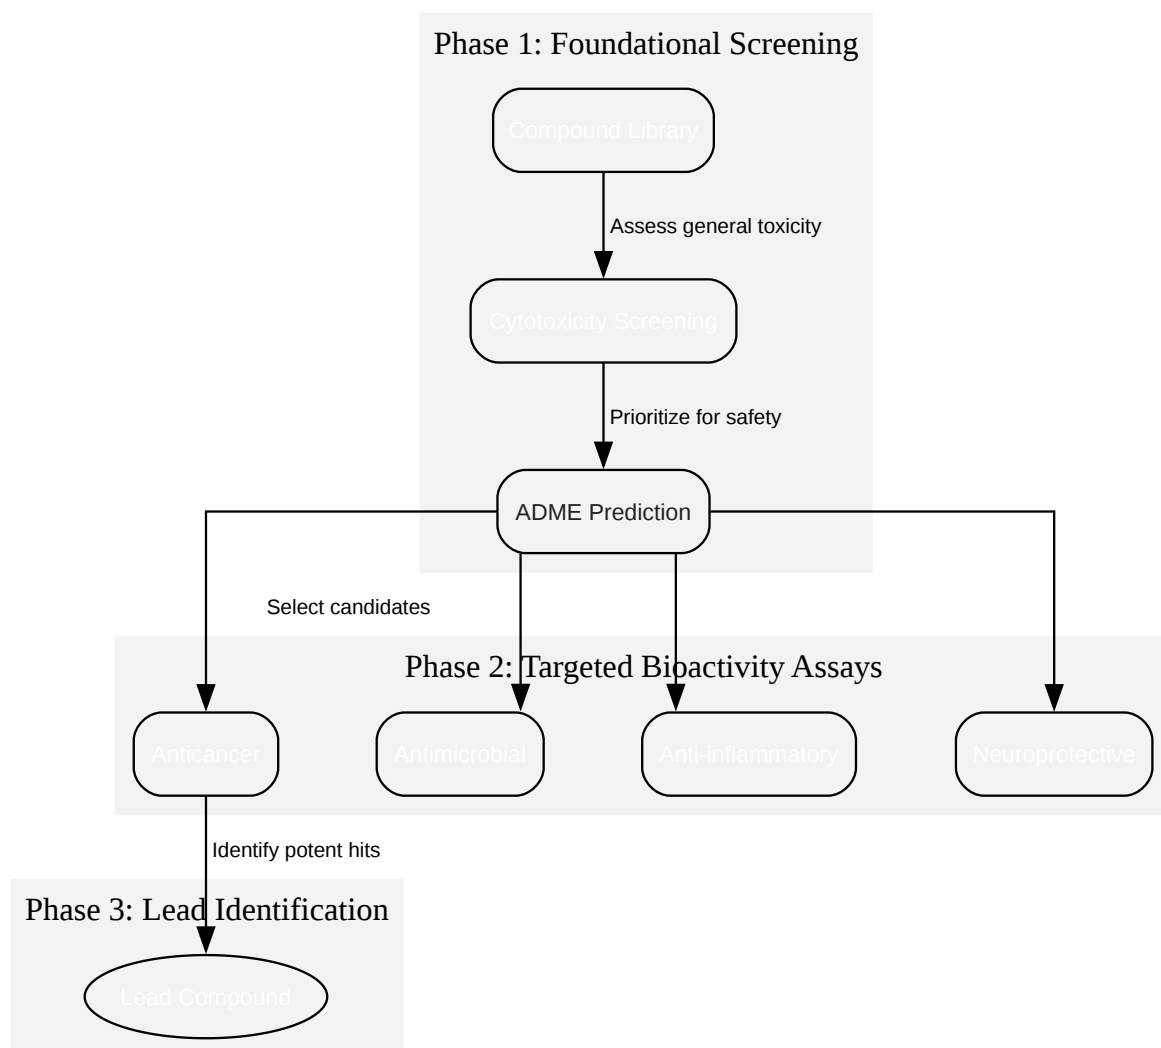 Phase 1: Foundational Screening
Compound Library
Assess general toxicity
Cytotoxicity Screening
Prioritize for safety
ADME Prediction
Select candidates
Phase 2: Targeted Bioactivity Assays
Anticancer
Antimicrobial
Anti-inflammatory
Neuroprotective
Identify potent hits
Phase 3: Lead Identification
Lead Compound